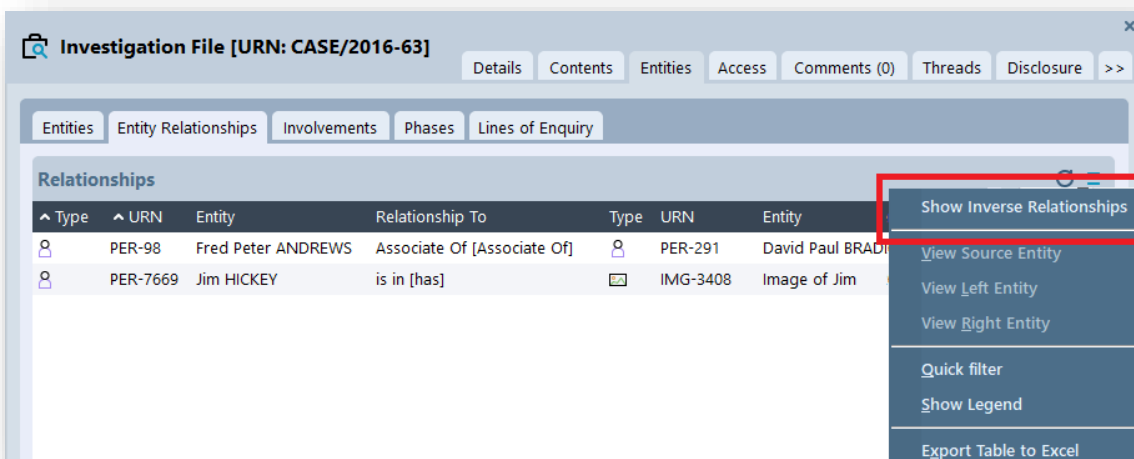 Investigation File [URN: CASE/2016-63]
Details Contents Entities Access Comments (0) Threads Disclosure >>
Entities Entity Relationships Involvements Phases Lines of Enquiry
Relationships
Type URN Entity Relationship To Type URN Entity
PER-98 Fred Peter ANDREWS Associate Of [Associate Of] PER-291 David Paul
PER-7669 Jim HICKEY is in [has] IMG-3408 Image of Jim
Show Inverse Relationships
View Source Entity
View Left Entity
View Right Entity
Quick filter
Show Legend
Export Table to Excel